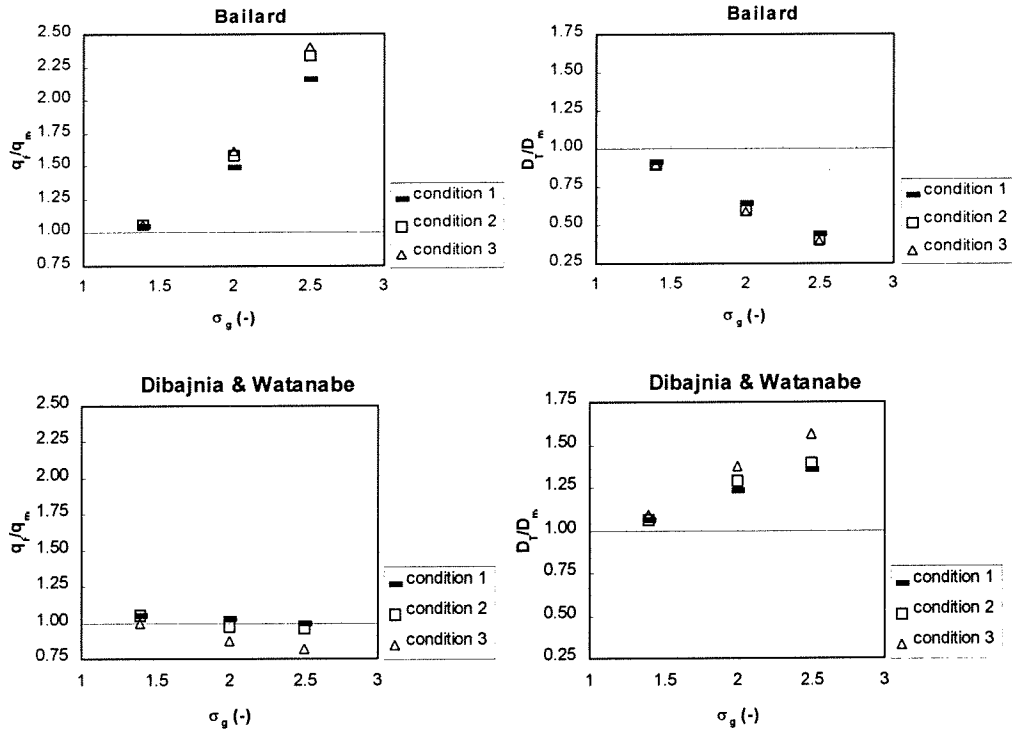 Bailard
2.50
2.25
2.00
1.75
1.50
1.25
1.00
0.75
q_f/q_m
1
1.5
2
2.5
3
σ_g (-)
condition 1
condition 2
condition 3
Bailard
1.75
1.50
1.25
1.00
0.75
0.50
0.25
D_T/D_m
1
1.5
2
2.5
3
σ_g (-)
condition 1
condition 2
condition 3
Dibajnia & Watanabe
2.50
2.25
2.00
1.75
1.50
1.25
1.00
0.75
q_f/q_m
1
1.5
2
2.5
3
σ_g (-)
condition 1
condition 2
condition 3
Dibajnia & Watanabe
1.75
1.50
1.25
1.00
0.75
0.50
0.25
D_T/D_m
1
1.5
2
2.5
3
σ_g (-)
condition 1
condition 2
condition 3